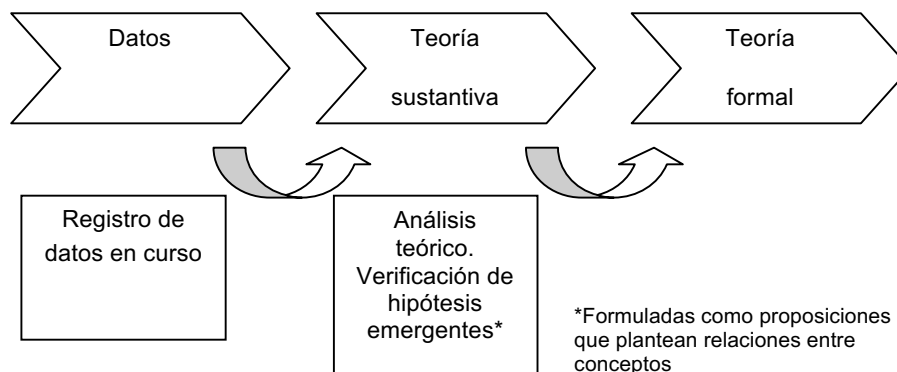 Datos
Teoría
sustantiva
Teoría
formal
Registro de
datos en curso
Análisis
teórico.
Verificación de
hipótesis
emergentes*
*Formuladas como proposiciones
que plantean relaciones entre
conceptos